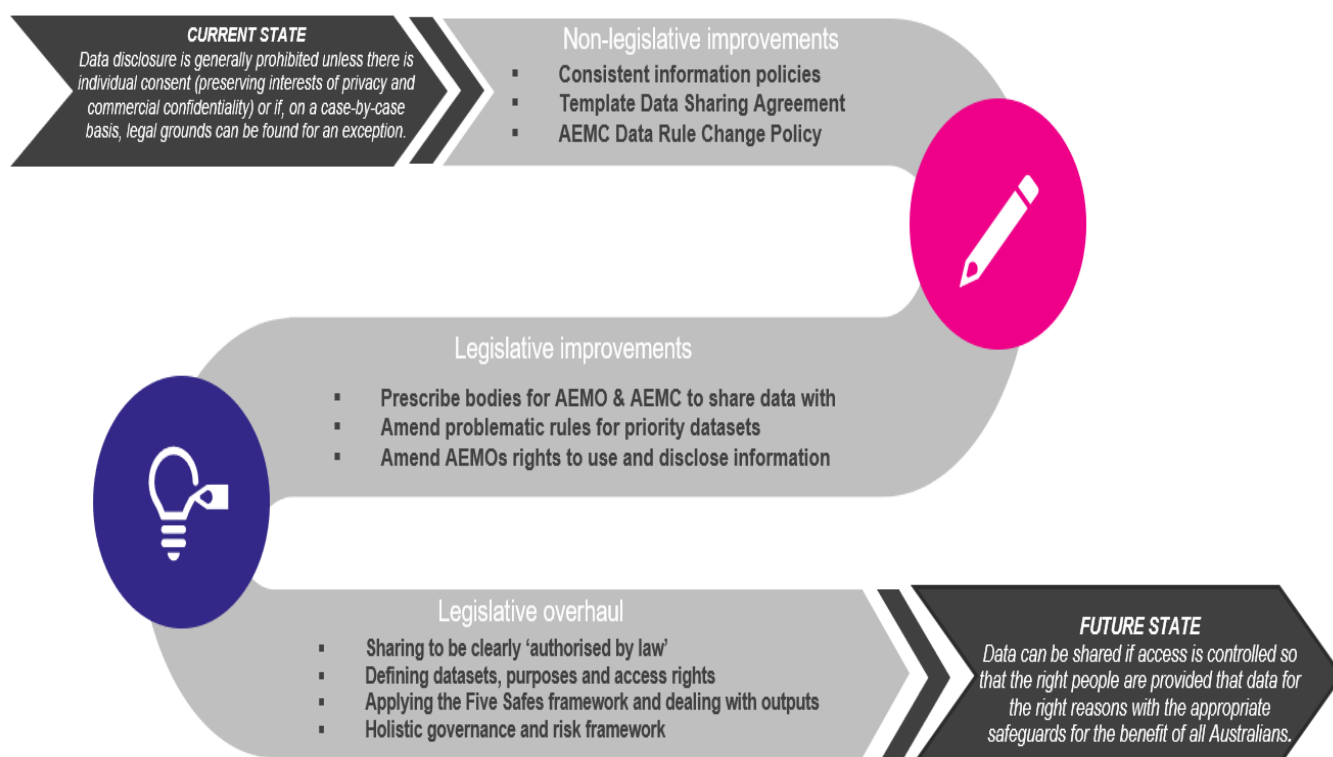 CURRENT STATE
Data disclosure is generally prohibited unless there is
individual consent (preserving interests of privacy and
commercial confidentiality) or if, on a case-by-case
basis, legal grounds can be found for an exception.
Non-legislative improvements
▪ Consistent information policies
▪ Template Data Sharing Agreement
▪ AEMC Data Rule Change Policy
Legislative improvements
▪ Prescribe bodies for AEMO & AEMC to share data with
▪ Amend problematic rules for priority datasets
▪ Amend AEMOs rights to use and disclose information
Legislative overhaul
▪ Sharing to be clearly ‘authorised by law’
▪ Defining datasets, purposes and access rights
▪ Applying the Five Safes framework and dealing with outputs
▪ Holistic governance and risk framework
FUTURE STATE
Data can be shared if access is controlled so
that the right people are provided that data for
the right reasons with the appropriate
safeguards for the benefit of all Australians.